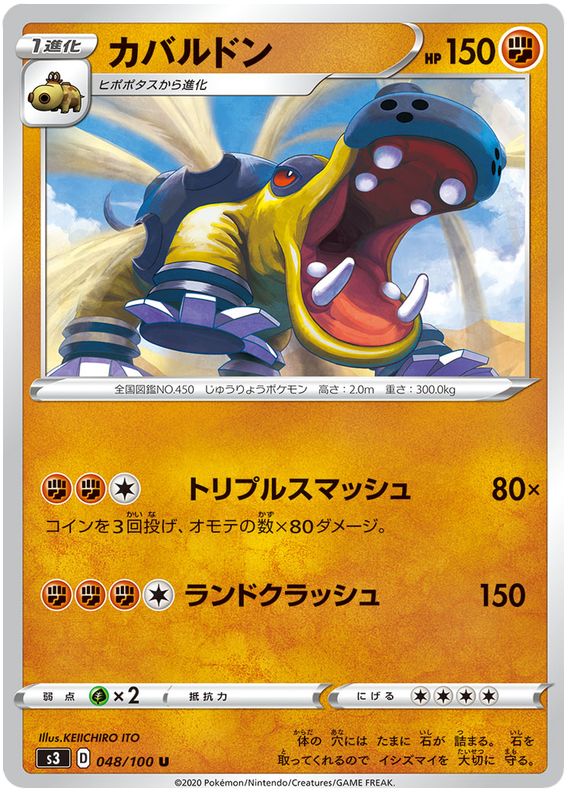 1進化
カバルドン
HP150
ヒポポタスから進化
全国図鑑NO.450 じゅうりょうポケモン 高さ：2.0m 重さ：300.0kg
トリプルスマッシュ 80×
コインを3回投げ、オモテの数×80ダメージ。
ランドクラッシュ 150
弱点 ×2 抵抗力 にげる
Illus.KEIICHIRO ITO
体の 穴には たまに 石が 詰まる。 石を
取ってくれるので イシズマイを 大切に 守る。
s3 D 048/100 U
©2020 Pokémon/Nintendo/Creatures/GAME FREAK.